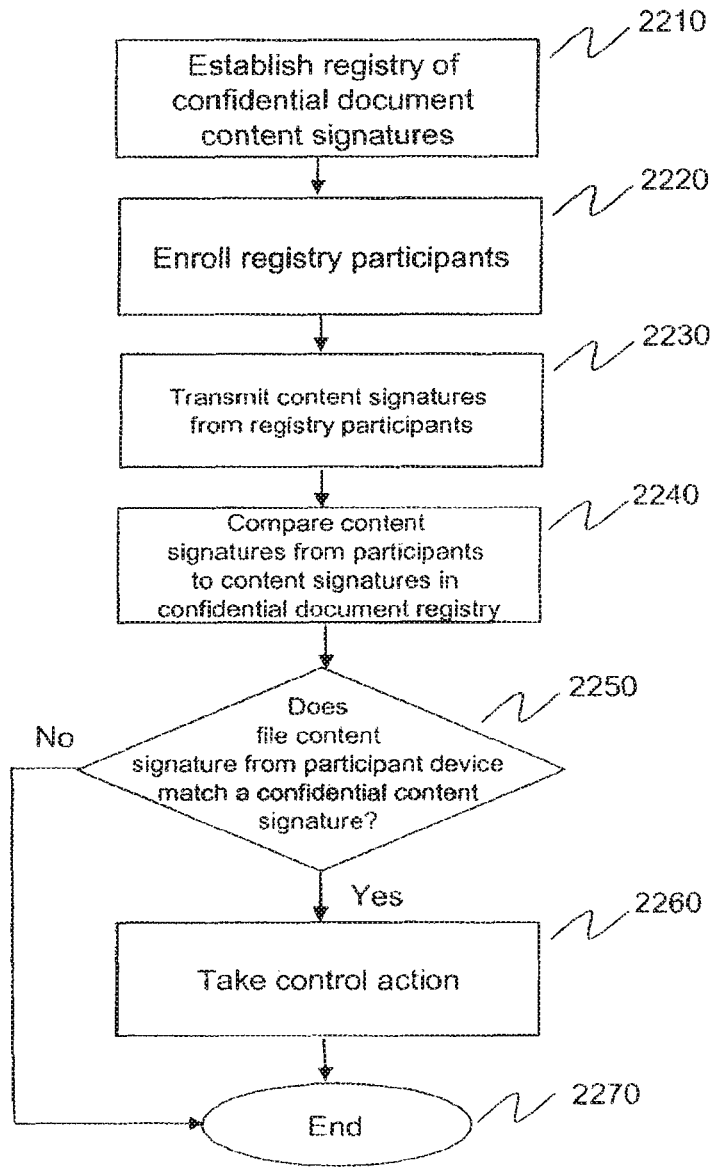 2210
Establish registry of
confidential document
content signatures
2220
Enroll registry participants
2230
Transmit content signatures
from registry participants
2240
Compare content
signatures from participants
to content signatures in
confidential document registry
2250
Does
file content
signature from participant device
match a confidential content
signature?
No
Yes
2260
Take control action
2270
End